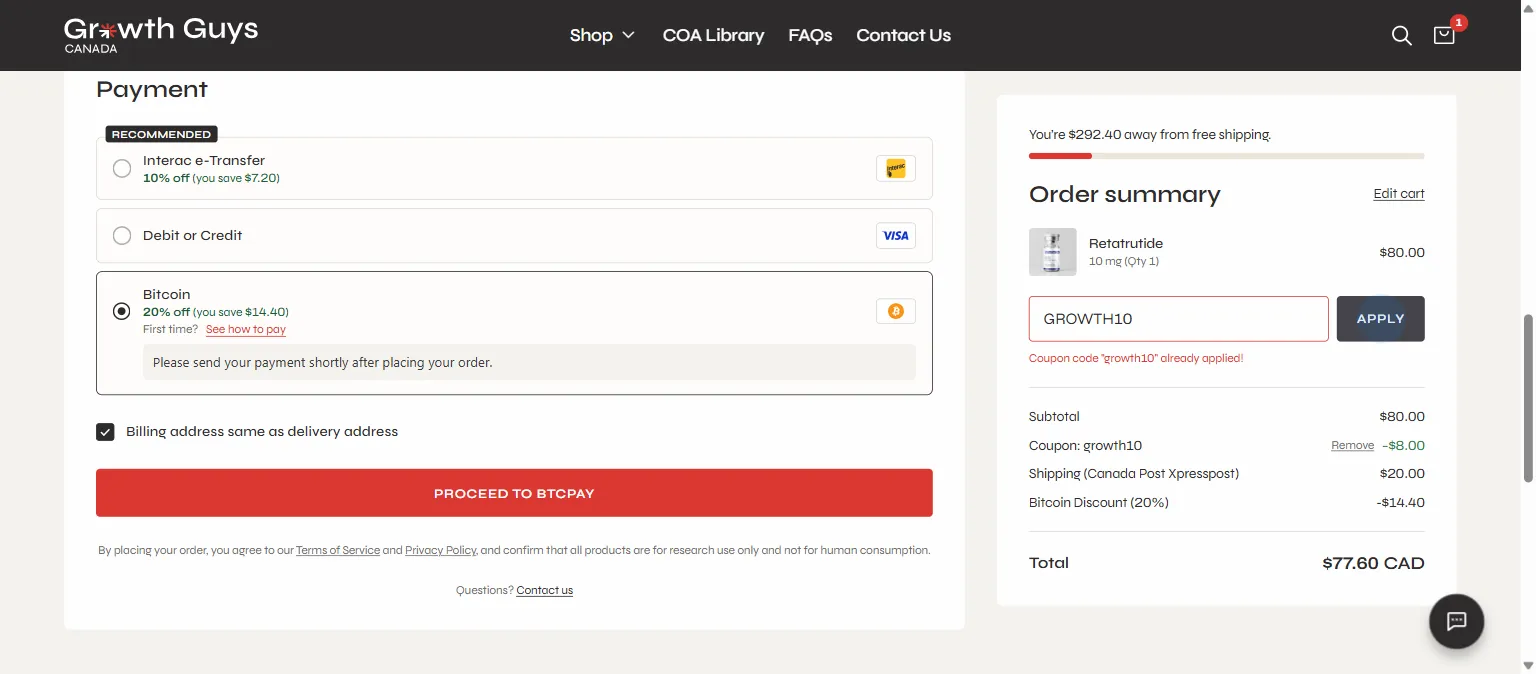 Growth Guys
CANADA
Shop
COA Library
FAQs
Contact Us
1
Payment
RECOMMENDED
Interac e-Transfer
10% off (you save $7.20)
Interac
Debit or Credit
VISA
Bitcoin
20% off (you save $14.40)
First time? See how to pay
Please send your payment shortly after placing your order.
Billing address same as delivery address
PROCEED TO BTCPAY
By placing your order, you agree to our Terms of Service and Privacy Policy, and confirm that all products are for research use only and not for human consumption.
Questions? Contact us
You're $292.40 away from free shipping.
Order summary
Edit cart
Retatrutide
10 mg (Qty 1)
$80.00
GROWTH10
APPLY
Coupon code "growth10" already applied!
Subtotal $80.00
Coupon: growth10 Remove -$8.00
Shipping (Canada Post Xpresspost) $20.00
Bitcoin Discount (20%) -$14.40
Total $77.60 CAD